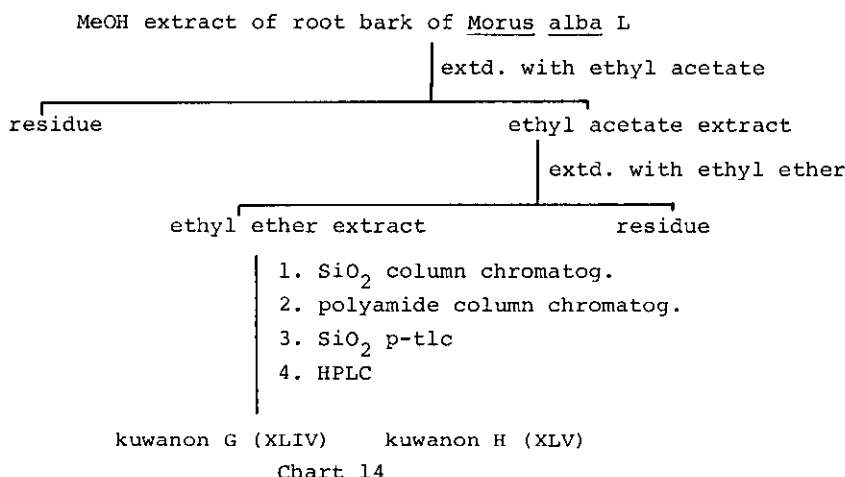 MeOH extract of root bark of Morus alba L
extd. with ethyl acetate
residue
ethyl acetate extract
extd. with ethyl ether
ethyl ether extract
residue
1. SiO2 column chromatog.
2. polyamide column chromatog.
3. SiO2 p-tlc
4. HPLC
kuwanon G (XLIV) kuwanon H (XLV)
Chart 14